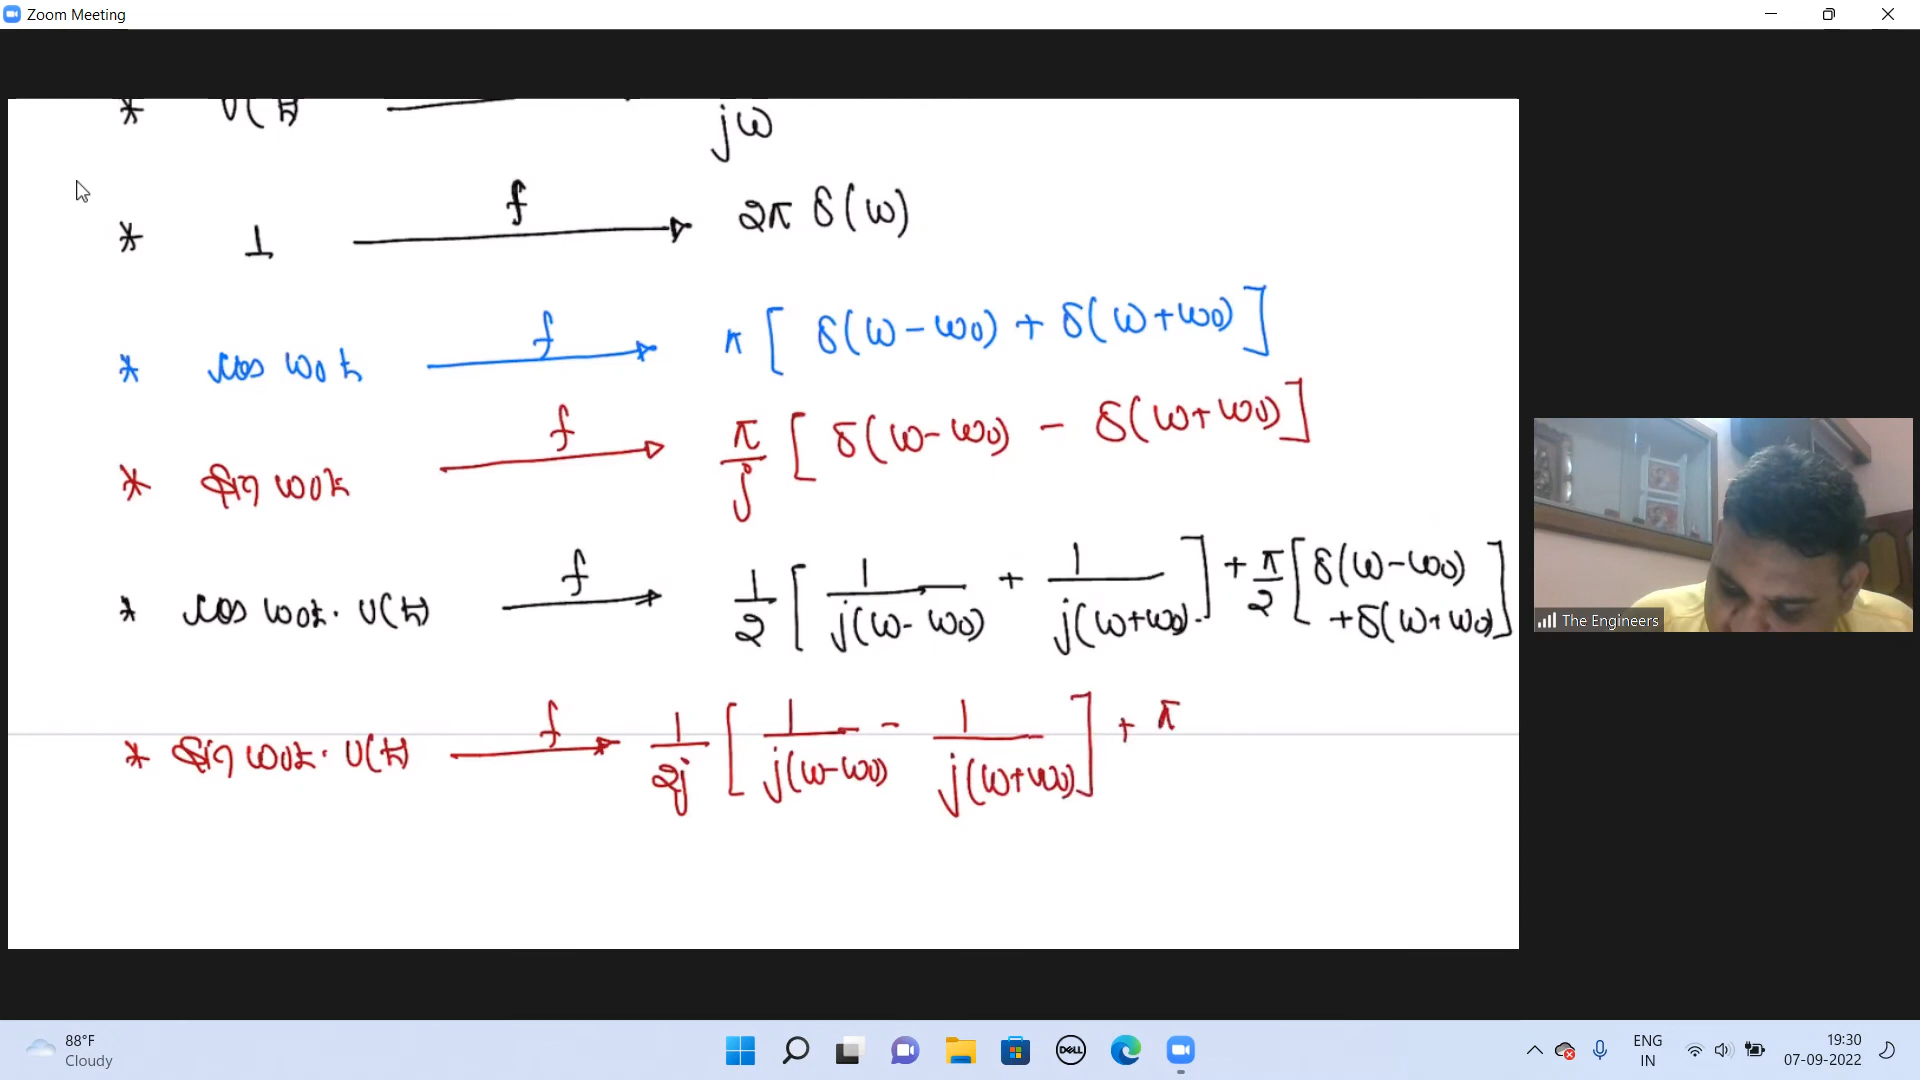 Zoom Meeting
* U(t)
jω
* 1 f 2π δ(ω)
* cos ω0t f π [ δ(ω-ω0) + δ(ω+ω0) ]
* sin ω0t f π/j [ δ(ω-ω0) - δ(ω+ω0) ]
* cos ω0t · U(t) f 1/2 [ 1/j(ω-ω0) + 1/j(ω+ω0) ] + π/2 [ δ(ω-ω0) + δ(ω+ω0) ]
* sin ω0t · U(t) f 1/2j [ 1/j(ω-ω0) - 1/j(ω+ω0) ] + π
The Engineers
88°F
Cloudy
DELL
ENG
IN
19:30
07-09-2022